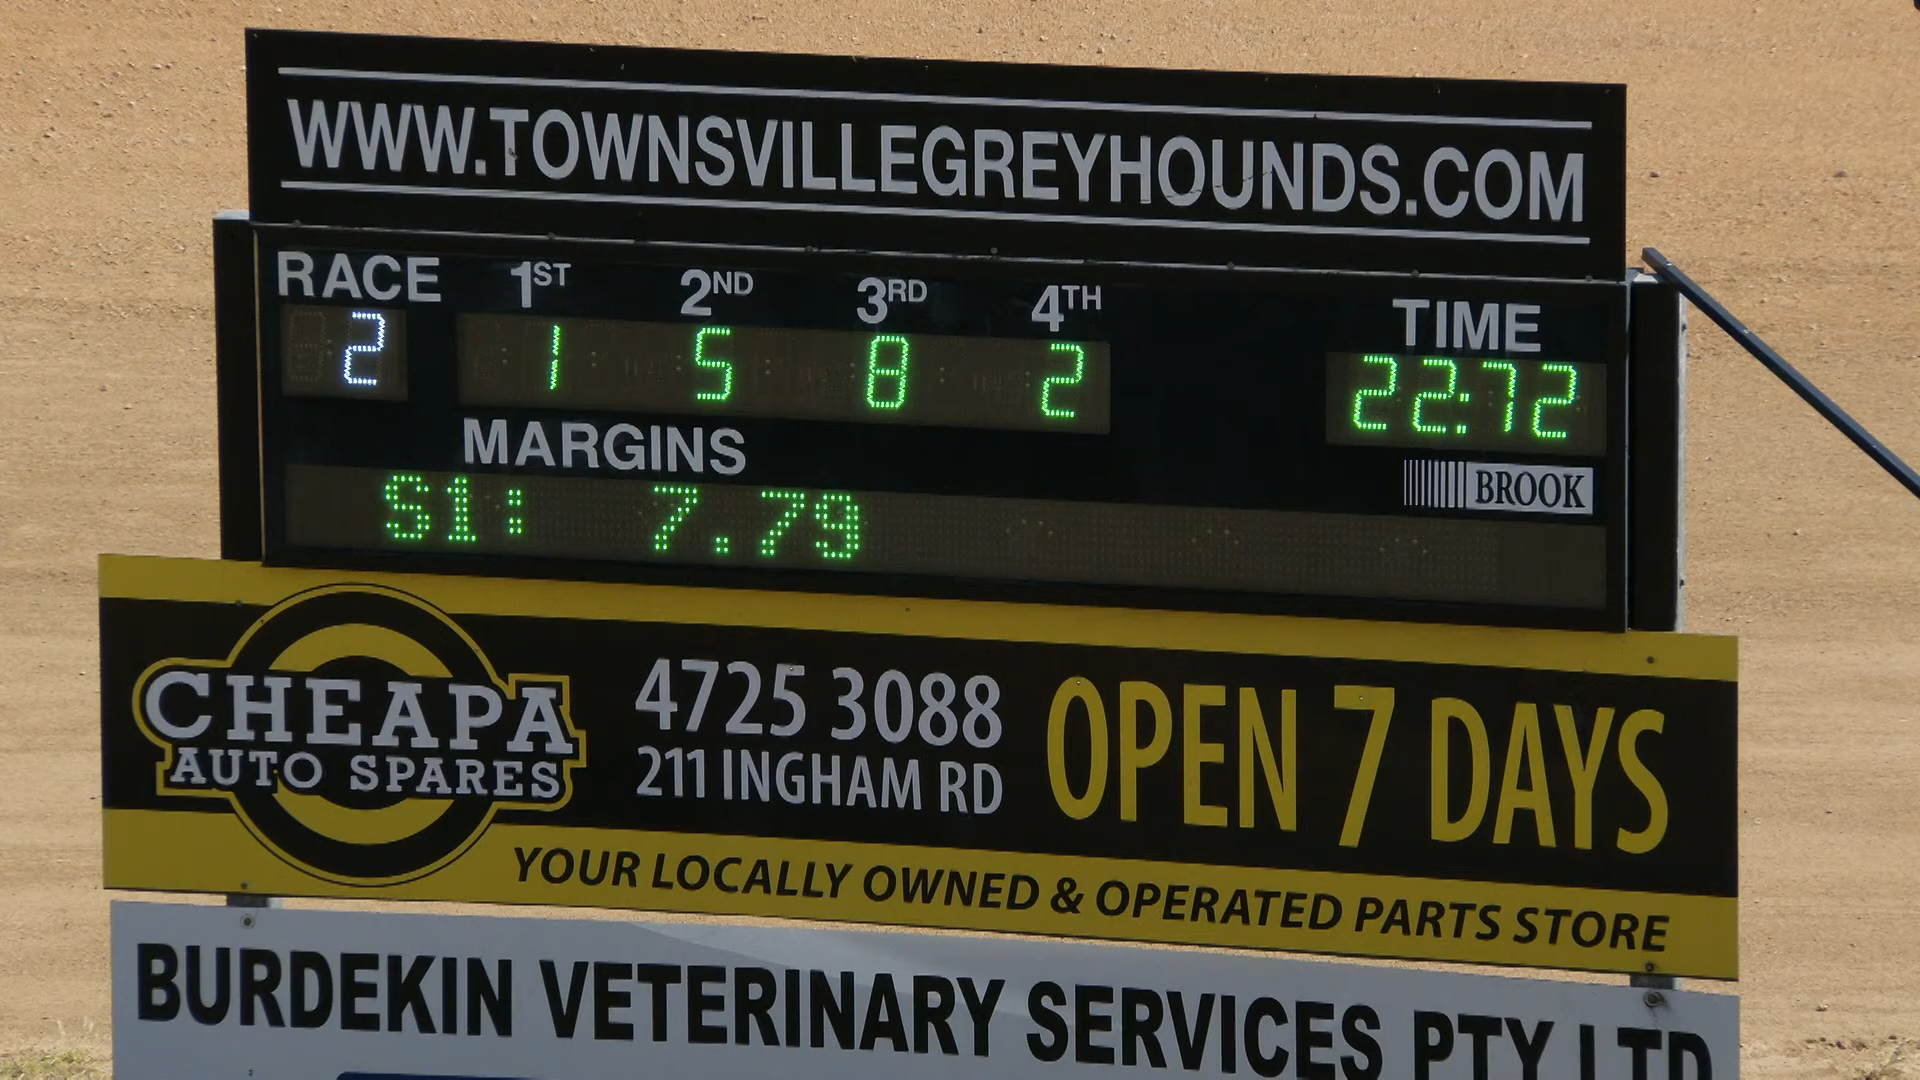 WWW.TOWNSVILLEGREYHOUNDS.COM
RACE 1ST 2ND 3RD 4TH TIME
2 1 5 8 2 22:72
MARGINS
BROOK
S1: 7.79
CHEAPA
AUTO SPARES
4725 3088
211 INGHAM RD
OPEN 7 DAYS
YOUR LOCALLY OWNED & OPERATED PARTS STORE
BURDEKIN VETERINARY SERVICES PTY LTD